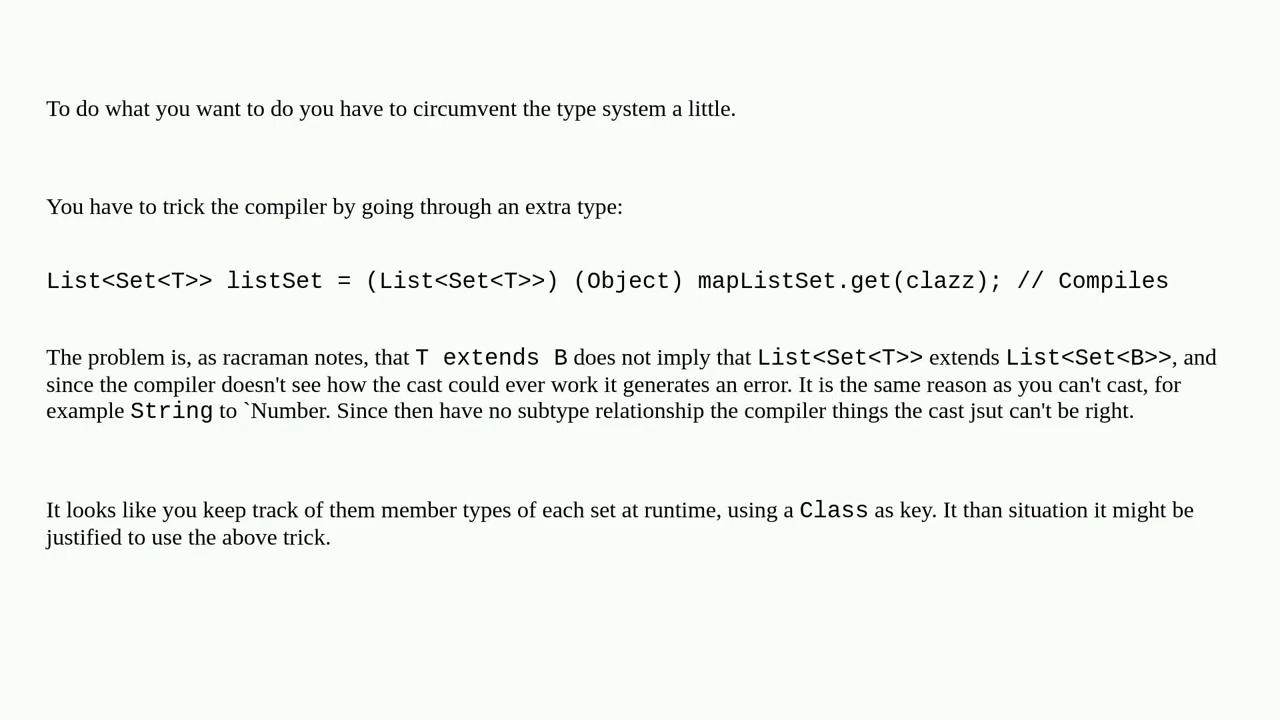 To do what you want to do you have to circumvent the type system a little.
You have to trick the compiler by going through an extra type:
List<Set<T>> listSet = (List<Set<T>>) (Object) mapListSet.get(clazz); // Compiles
The problem is, as racraman notes, that T extends B does not imply that List<Set<T>> extends List<Set<B>>, and
since the compiler doesn't see how the cast could ever work it generates an error. It is the same reason as you can't cast, for
example String to `Number. Since then have no subtype relationship the compiler things the cast jsut can't be right.
It looks like you keep track of them member types of each set at runtime, using a Class as key. It than situation it might be
justified to use the above trick.